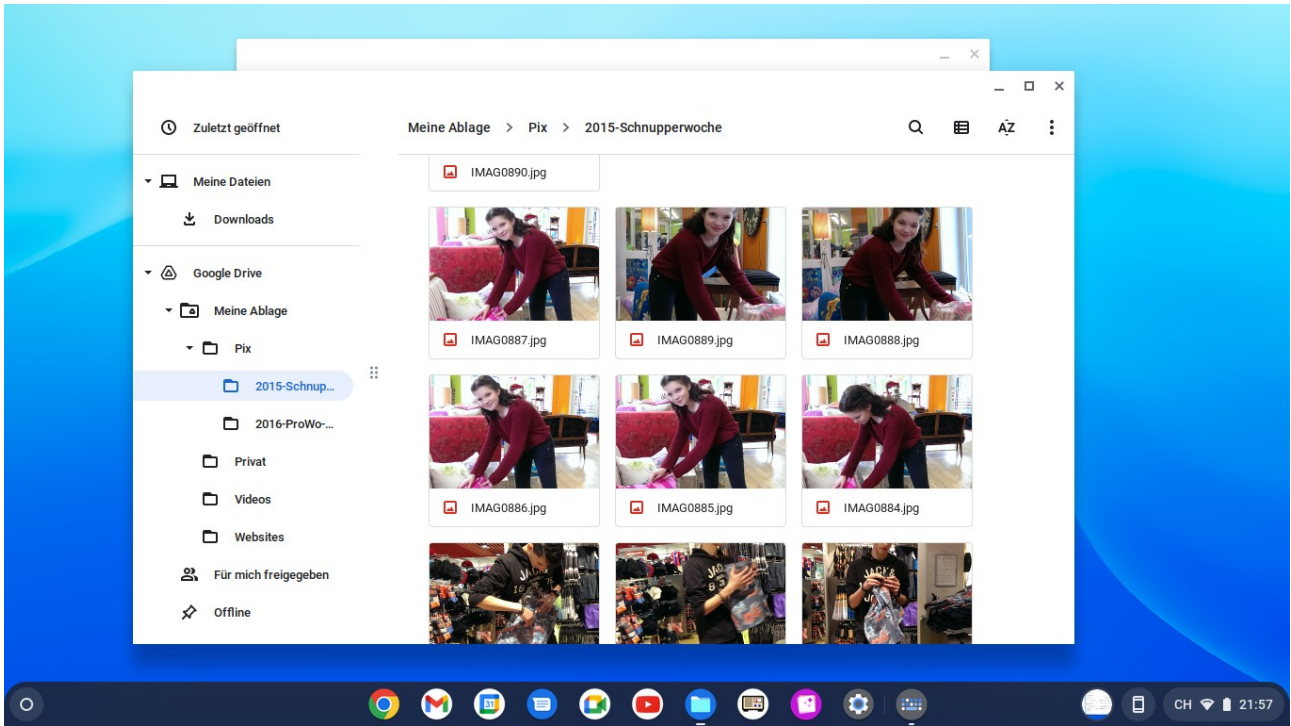 Zuletzt geöffnet
Meine Dateien
Downloads
Google Drive
Meine Ablage
Pix
2015-Schnup...
2016-ProWo-...
Privat
Videos
Websites
Für mich freigegeben
Offline
Meine Ablage > Pix > 2015-Schnupperwoche
AZ
IMAG0890.jpg
IMAG0887.jpg
IMAG0889.jpg
IMAG0888.jpg
IMAG0886.jpg
IMAG0885.jpg
IMAG0884.jpg
31
CH 21:57